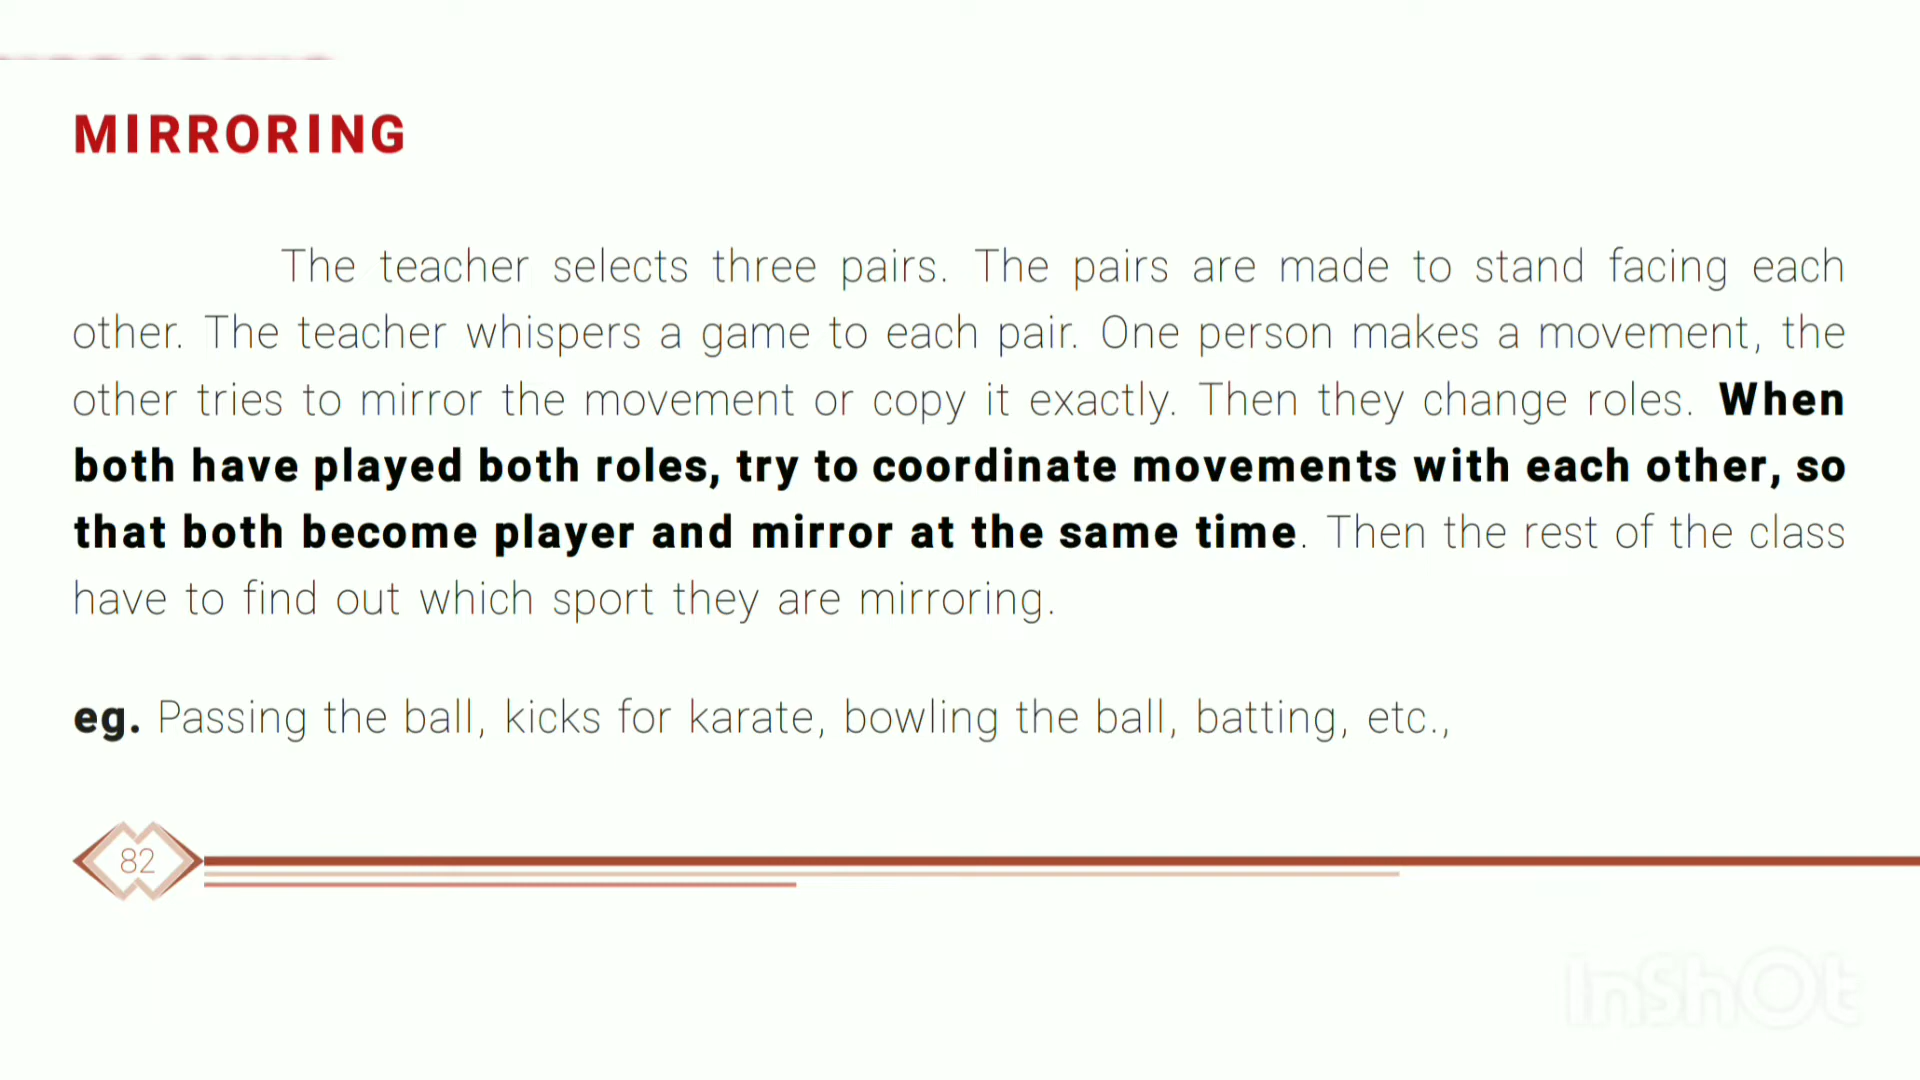 MIRRORING
The teacher selects three pairs. The pairs are made to stand facing each
other. The teacher whispers a game to each pair. One person makes a movement, the
other tries to mirror the movement or copy it exactly. Then they change roles. When
both have played both roles, try to coordinate movements with each other, so
that both become player and mirror at the same time. Then the rest of the class
have to find out which sport they are mirroring.
eg. Passing the ball, kicks for karate, bowling the ball, batting, etc.,
82
InShOt